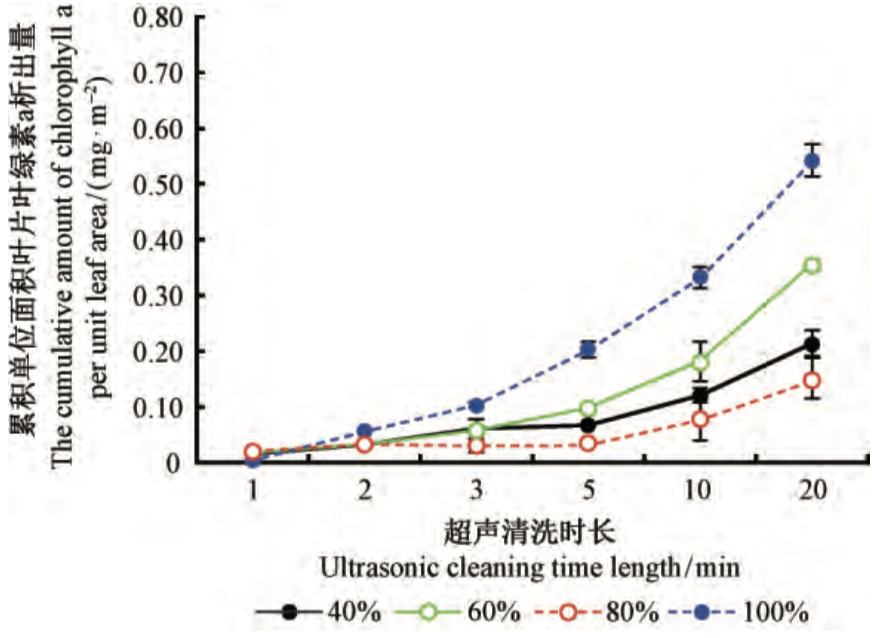 累积单位面积叶片叶绿素a析出量
The cumulative amount of chlorophyll a
per unit leaf area/(mg·m⁻²)
0.80
0.70
0.60
0.50
0.40
0.30
0.20
0.10
0
1 2 3 5 10 20
超声清洗时长
Ultrasonic cleaning time length/min
40% 60% 80% 100%